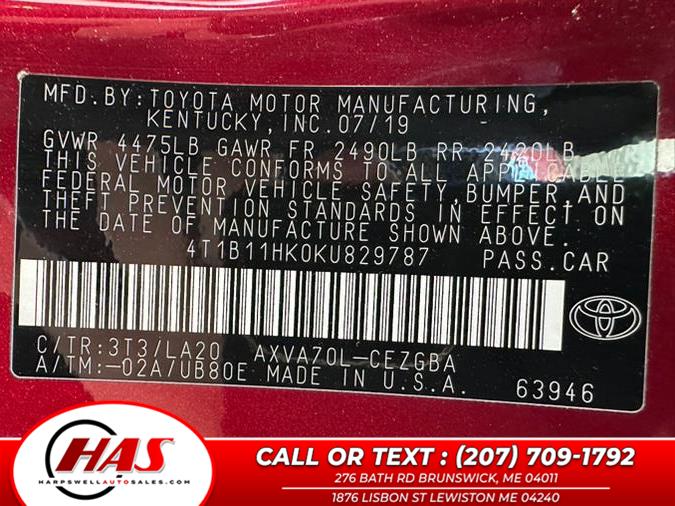 MFD.BY:TOYOTA MOTOR MANUFACTURING,
KENTUCKY,INC.07/19
GVWR 4475LB GAWR FR 2490LB RR 2420LB
THIS VEHICLE CONFORMS TO ALL
FEDERAL MOTOR VEHICLE SAFETY,BUMPER,AND
THEFT PREVENTION STANDARDS IN EFFECT ON
THE DATE OF MANUFACTURE SHOWN ABOVE.
4T1B11HK0KU829787 PASS.CAR
C/TR:3T3/LA20 AXVA70L-CEZGBA
A/TM:-02A/UB80E MADE IN U.S.A.
63946
TOYOTA
HAS
HARPSWELLAUTOSALES.COM
CALL OR TEXT : (207) 709-1792
276 BATH RD BRUNSWICK, ME 04011
1876 LISBON ST LEWISTON ME 04240